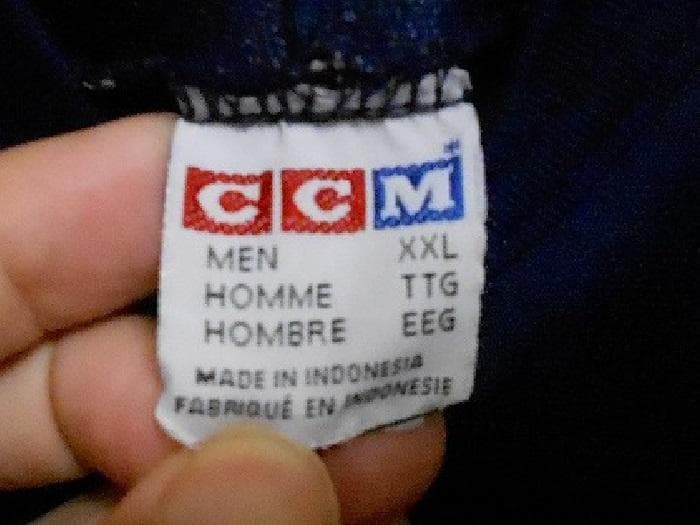 CCM
MEN XXL
HOMME TTG
HOMBRE EEG
MADE IN INDONESIA
FABRIQUÉ EN INDONESIE